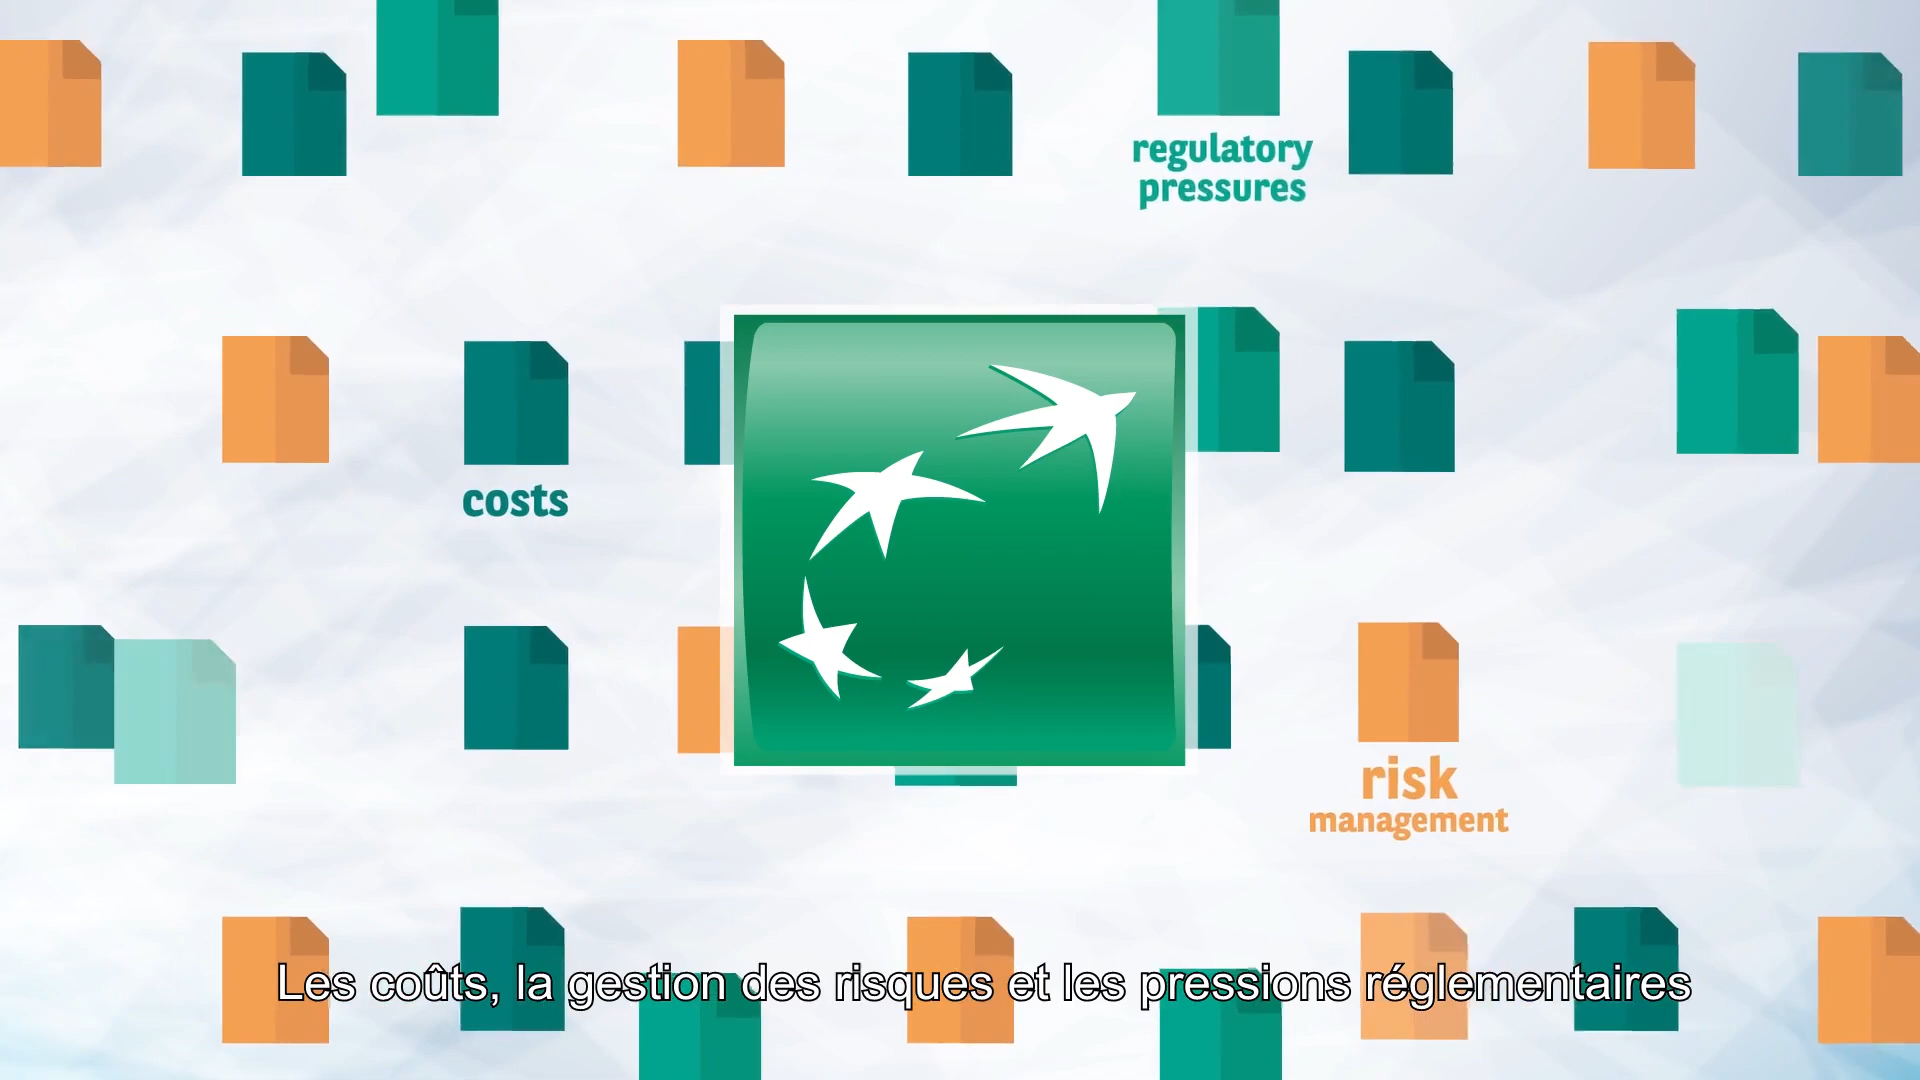 regulatory
pressures
costs
risk
management
Les coûts, la gestion des risques et les pressions réglementaires